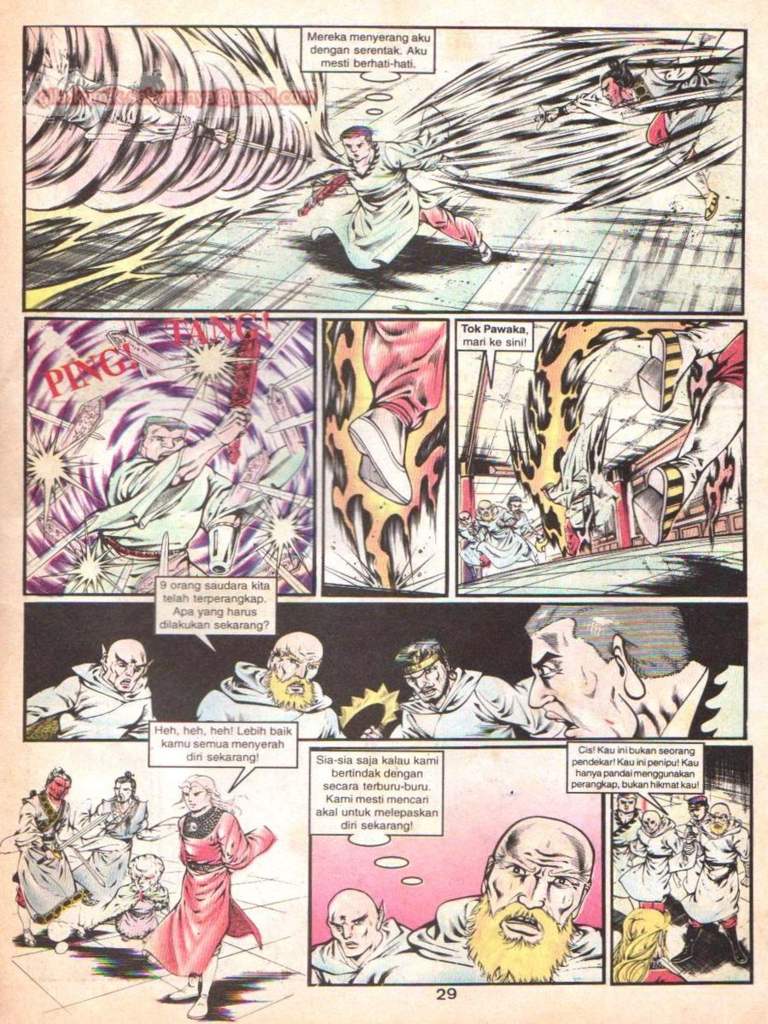 Mereka menyerang aku
dengan serentak. Aku
mesti berhati-hati.
PING!
TANG!
Tok Pawaka,
mari ke sini!
9 orang saudara kita
telah terperangkap.
Apa yang harus
dilakukan sekarang?
Heh, heh, heh! Lebih baik
kamu semua menyerah
diri sekarang!
Sia-sia saja kalau kami
bertindak dengan
secara terburu-buru.
Kami mesti mencari
akal untuk melepaskan
diri sekarang!
Cis! Kau ini bukan seorang
pendekar! Kau ini penipu! Kau
hanya pandai menggunakan
perangkap, bukan hikmat kau!
29